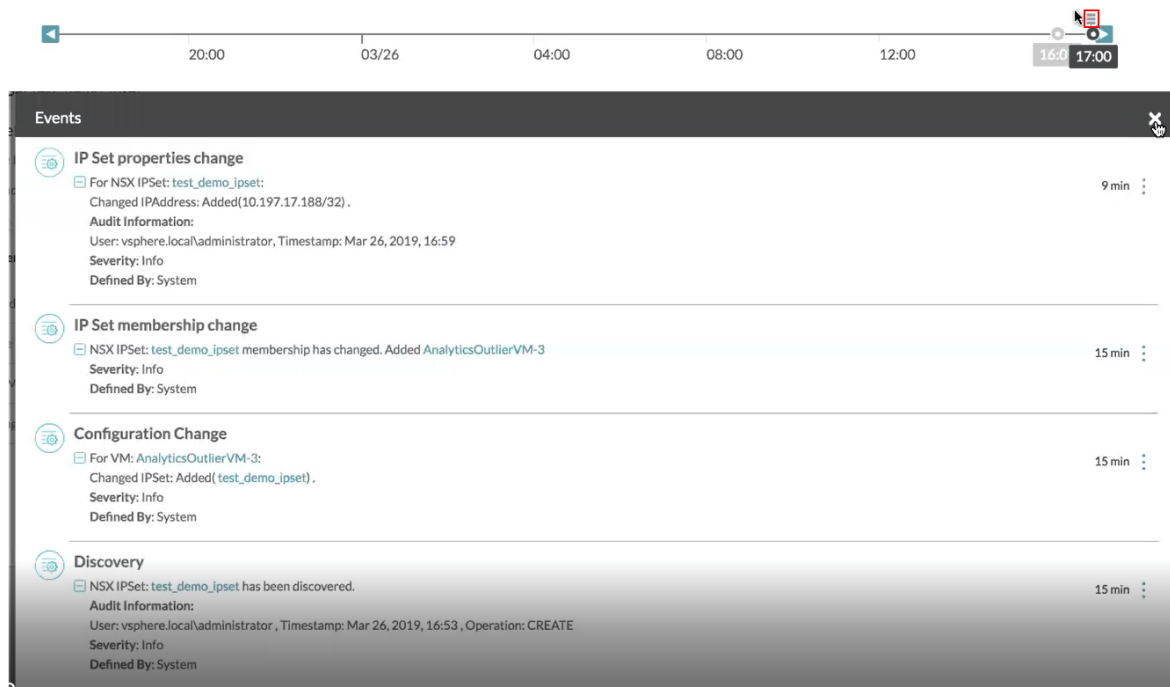 20:00
03/26
04:00
08:00
12:00
16:0
17:00
Events
IP Set properties change
For NSX IPSet: test_demo_ipset:
9 min
Changed IPAddress: Added(10.197.17.188/32) .
Audit Information:
User: vsphere.local\administrator, Timestamp: Mar 26, 2019, 16:59
Severity: Info
Defined By: System
IP Set membership change
NSX IPSet: test_demo_ipset membership has changed. Added AnalyticsOutlierVM-3
15 min
Severity: Info
Defined By: System
Configuration Change
For VM: AnalyticsOutlierVM-3:
15 min
Changed IPSet: Added( test_demo_ipset) .
Severity: Info
Defined By: System
Discovery
NSX IPSet: test_demo_ipset has been discovered.
15 min
Audit Information:
User: vsphere.local\administrator , Timestamp: Mar 26, 2019, 16:53 , Operation: CREATE
Severity: Info
Defined By: System